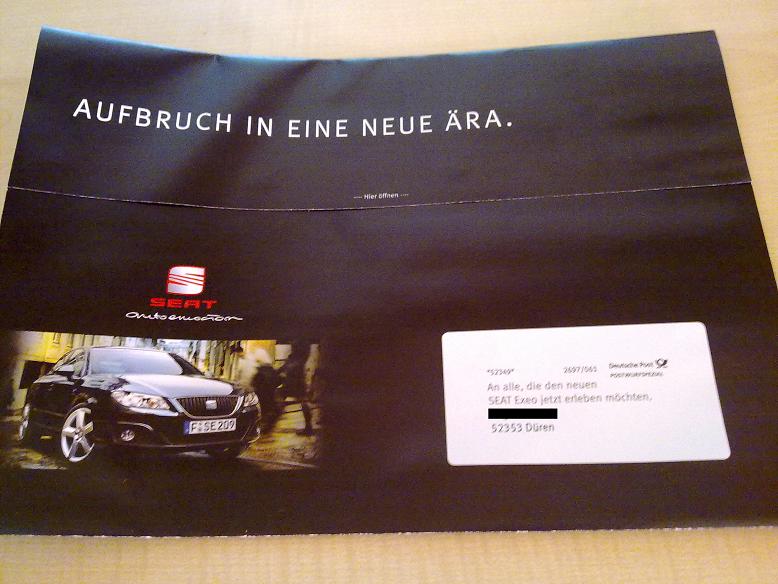 AUFBRUCH IN EINE NEUE ÄRA.
---- Hier öffnen ----
SEAT
auto emoción
F SE 209
*52349*
2697/061
Deutsche Post
POSTWURFSPEZIAL
An alle, die den neuen
SEAT Exeo jetzt erleben möchten,
52353 Düren